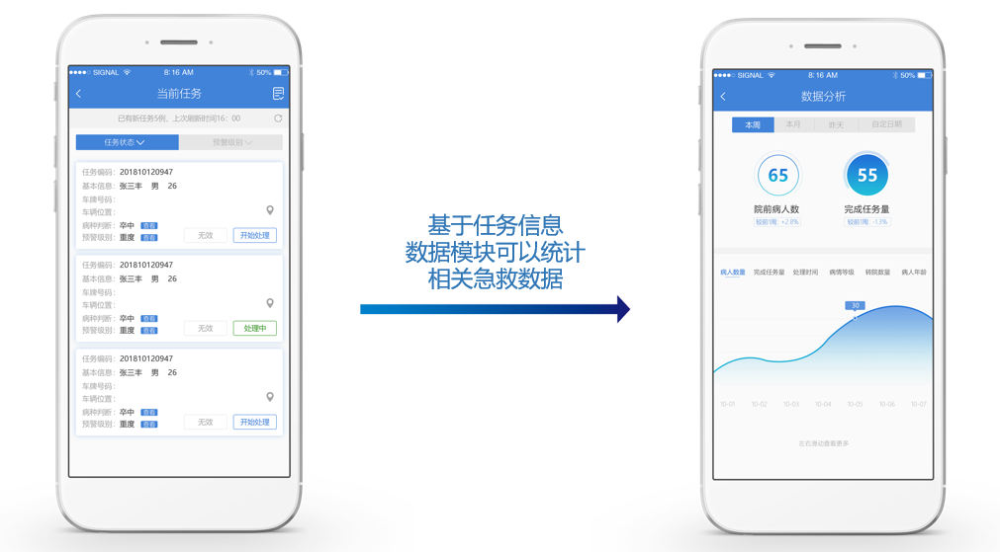 SIGNAL
8:16 AM
50%
当前任务
已有新任务5例，上次刷新时间16：00
任务状态
预警级别
任务编码：201810120947
基本信息：张三丰 男 26
车牌号码：
车辆位置：
病种判断：卒中 查看
预警级别：重度 查看
无效
开始处理
任务编码：201810120947
基本信息：张三丰 男 26
车牌号码：
车辆位置：
病种判断：卒中 查看
预警级别：重度 查看
无效
处理中
任务编码：201810120947
基本信息：张三丰 男 26
车牌号码：
车辆位置：
病种判断：卒中 查看
预警级别：重度 查看
无效
开始处理
基于任务信息
数据模块可以统计
相关急救数据
SIGNAL
8:16 AM
50%
数据分析
本周
本月
昨天
自定日期
65
55
院前病人数
完成任务量
较前1周: +2.8%
较前1周: -1.3%
病人数量
完成任务量
处理时间
病情等级
转院数量
病人年龄
30
10-01
10-02
10-03
10-04
10-05
10-06
10-07
左右滑动查看更多